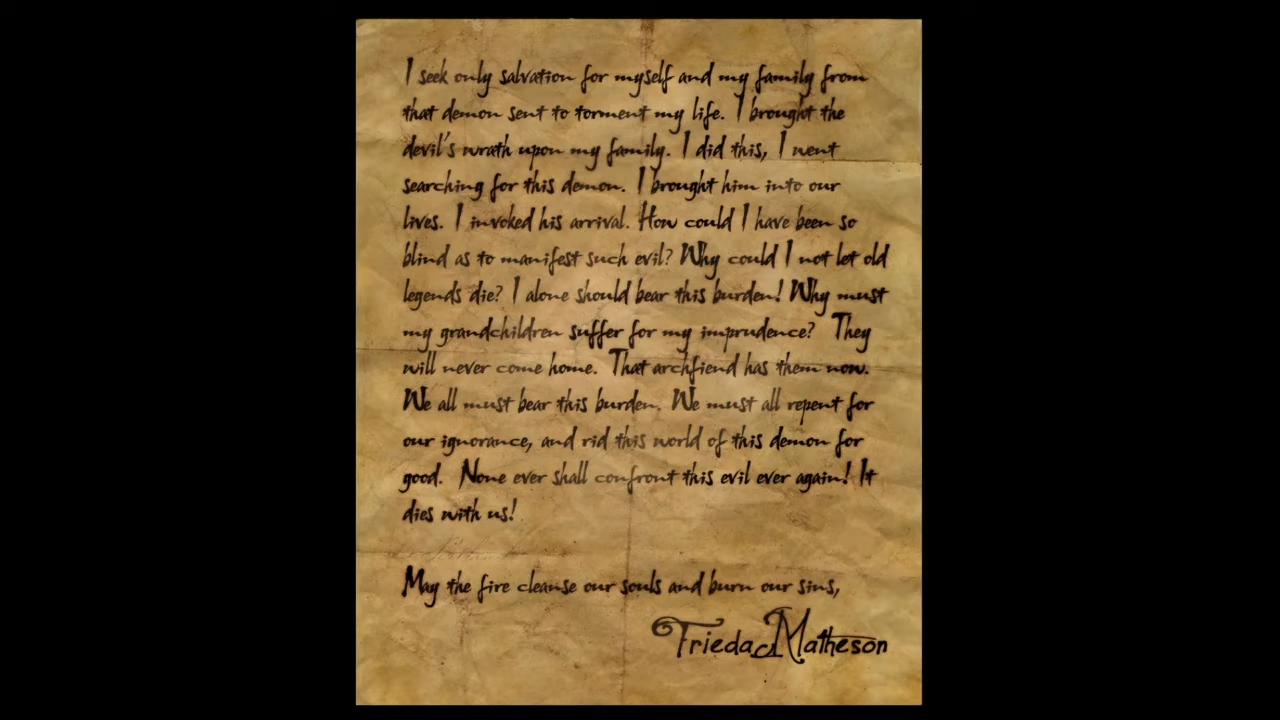 I seek only salvation for myself and my family from
that demon sent to torment my life. I brought the
devil's wrath upon my family. I did this, I went
searching for this demon. I brought him into our
lives. I invoked his arrival. How could I have been so
blind as to manifest such evil? Why could I not let old
legends die? I alone should bear this burden! Why must
my grandchildren suffer for my imprudence? They
will never come home. That archfiend has them now.
We all must bear this burden. We must all repent for
our ignorance, and rid this world of this demon for
good. None ever shall confront this evil ever again! It
dies with us!
May the fire cleanse our souls and burn our sins,
Frieda Matheson